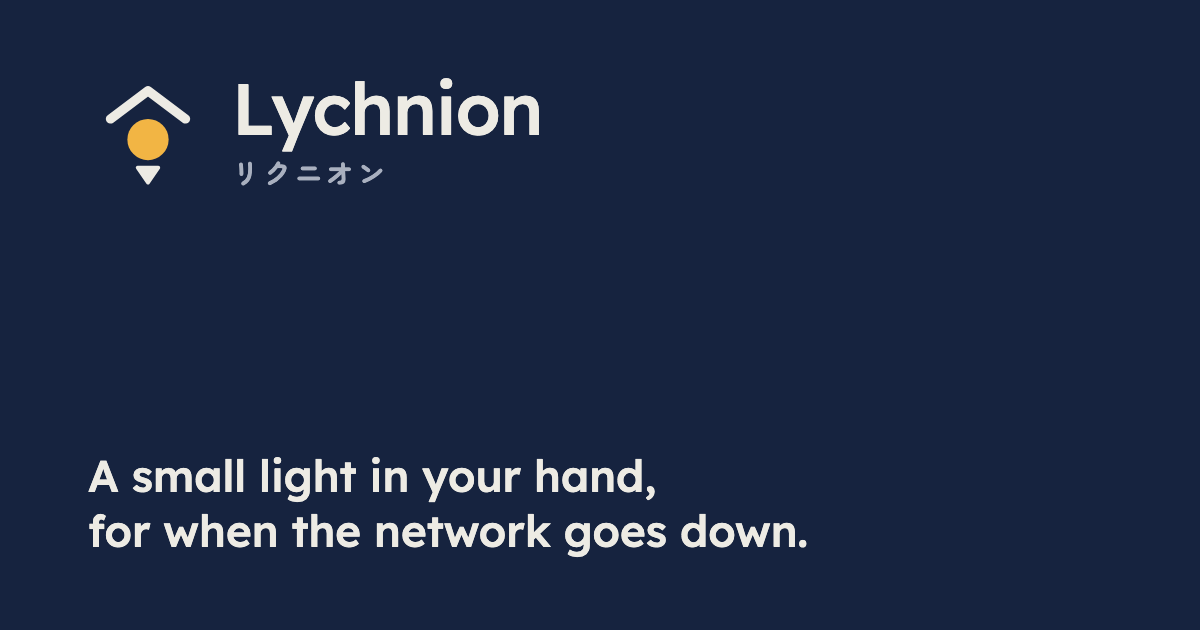 Lychnion
リクニオン
A small light in your hand,
for when the network goes down.